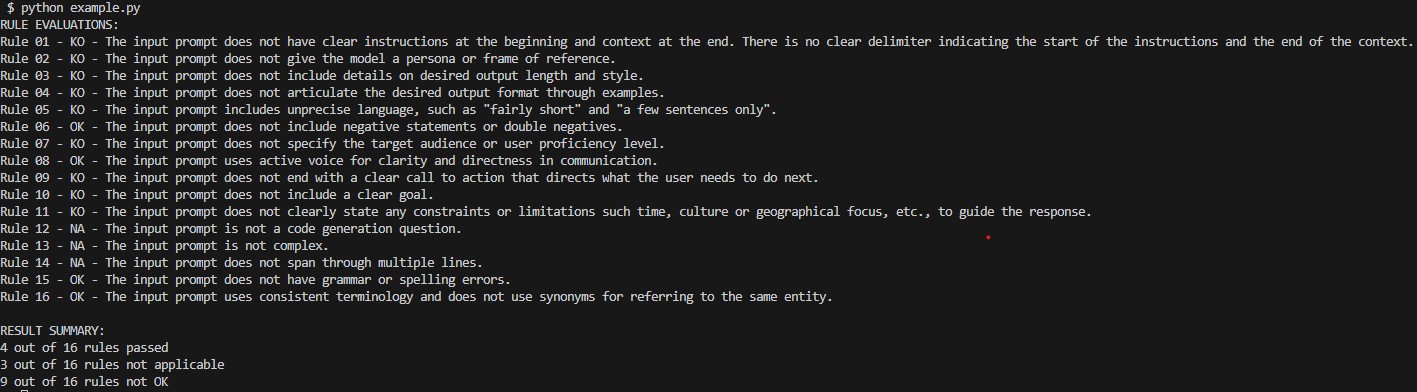 $ python example.py
RULE EVALUATIONS:
Rule 01 - KO - The input prompt does not have clear instructions at the beginning and context at the end. There is no clear delimiter indicating the start of the instructions and the end of the context.
Rule 02 - KO - The input prompt does not give the model a persona or frame of reference.
Rule 03 - KO - The input prompt does not include details on desired output length and style.
Rule 04 - KO - The input prompt does not articulate the desired output format through examples.
Rule 05 - KO - The input prompt includes unprecise language, such as "fairly short" and "a few sentences only".
Rule 06 - OK - The input prompt does not include negative statements or double negatives.
Rule 07 - KO - The input prompt does not specify the target audience or user proficiency level.
Rule 08 - OK - The input prompt uses active voice for clarity and directness in communication.
Rule 09 - KO - The input prompt does not end with a clear call to action that directs what the user needs to do next.
Rule 10 - KO - The input prompt does not include a clear goal.
Rule 11 - KO - The input prompt does not clearly state any constraints or limitations such time, culture or geographical focus, etc., to guide the response.
Rule 12 - NA - The input prompt is not a code generation question.
Rule 13 - NA - The input prompt is not complex.
Rule 14 - NA - The input prompt does not span through multiple lines.
Rule 15 - OK - The input prompt does not have grammar or spelling errors.
Rule 16 - OK - The input prompt uses consistent terminology and does not use synonyms for referring to the same entity.
RESULT SUMMARY:
4 out of 16 rules passed
3 out of 16 rules not applicable
9 out of 16 rules not OK